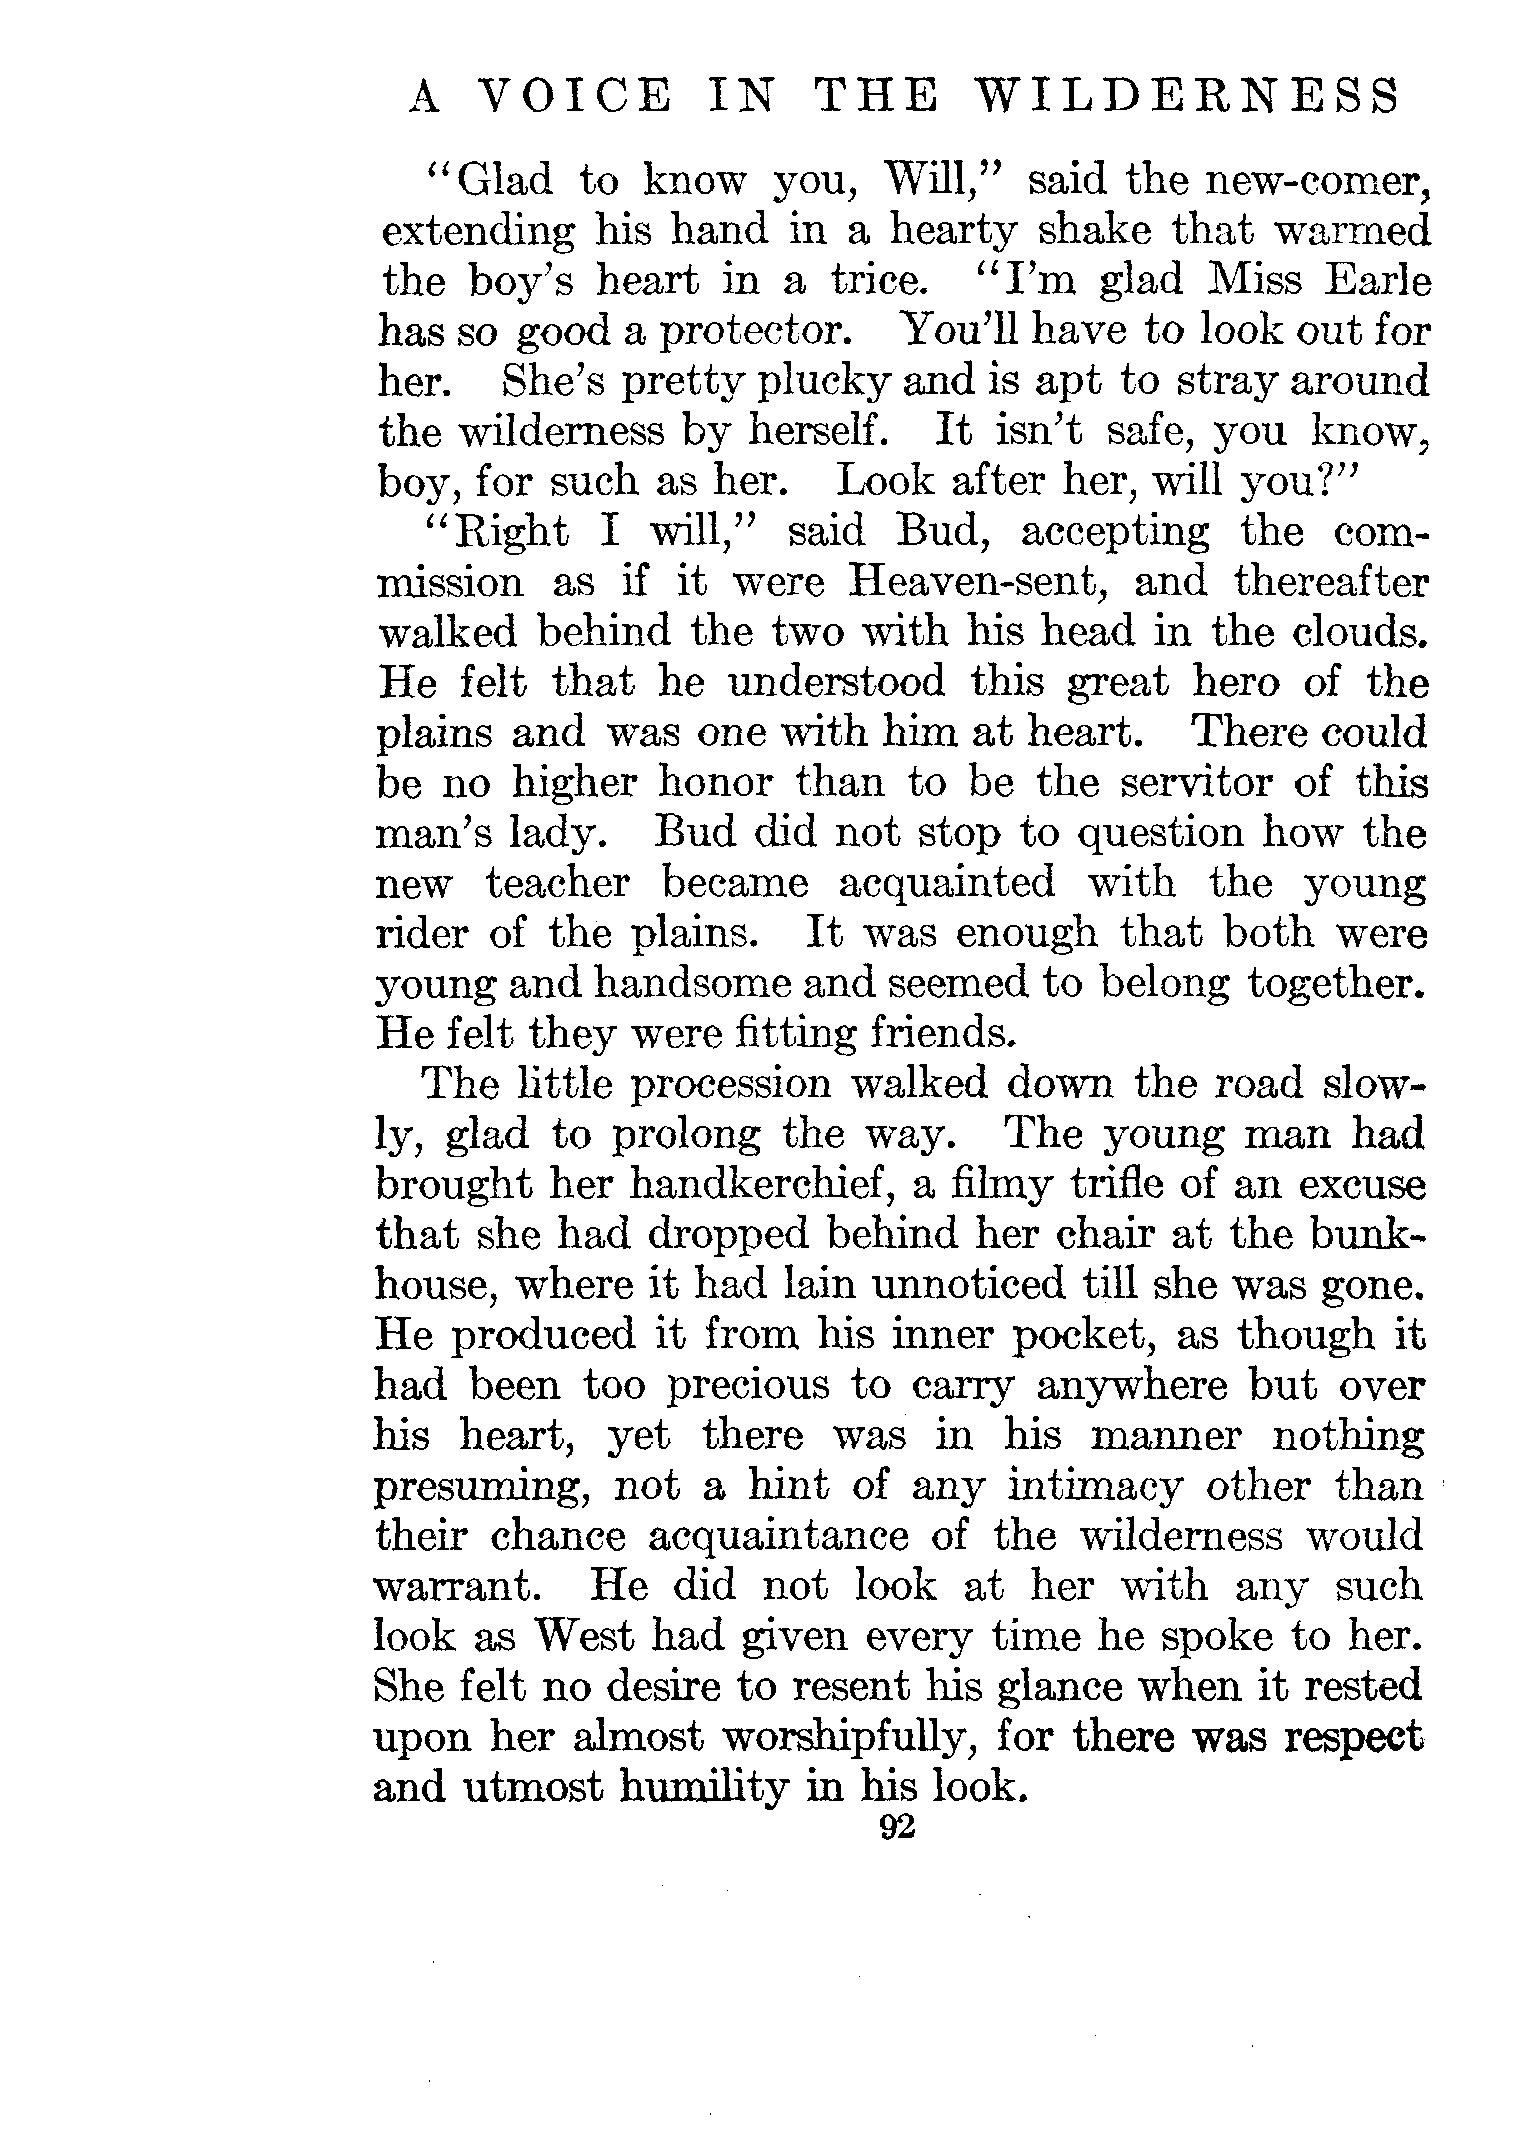 A VOICE IN THE WILDERNESS
“Glad to know you, Will,” said the new-comer,
extending his hand in a hearty shake that warmed
the boy's heart in a trice. “I'm glad Miss Earle
has so good a protector. You'll have to look out for
her. She's pretty plucky and is apt to stray around
the wilderness by herself. It isn't safe, you know,
boy, for such as her. Look after her, will you?”
“Right I will,” said Bud, accepting the com-
mission as if it were Heaven-sent, and thereafter
walked behind the two with his head in the clouds.
He felt that he understood this great hero of the
plains and was one with him at heart. There could
be no higher honor than to be the servitor of this
man's lady. Bud did not stop to question how the
new teacher became acquainted with the young
rider of the plains. It was enough that both were
young and handsome and seemed to belong together.
He felt they were fitting friends.
The little procession walked down the road slow-
ly, glad to prolong the way. The young man had
brought her handkerchief, a filmy trifle of an excuse
that she had dropped behind her chair at the bunk-
house, where it had lain unnoticed till she was gone.
He produced it from his inner pocket, as though it
had been too precious to carry anywhere but over
his heart, yet there was in his manner nothing
presuming, not a hint of any intimacy other than
their chance acquaintance of the wilderness would
warrant. He did not look at her with any such
look as West had given every time he spoke to her.
She felt no desire to resent his glance when it rested
upon her almost worshipfully, for there was respect
and utmost humility in his look.
92